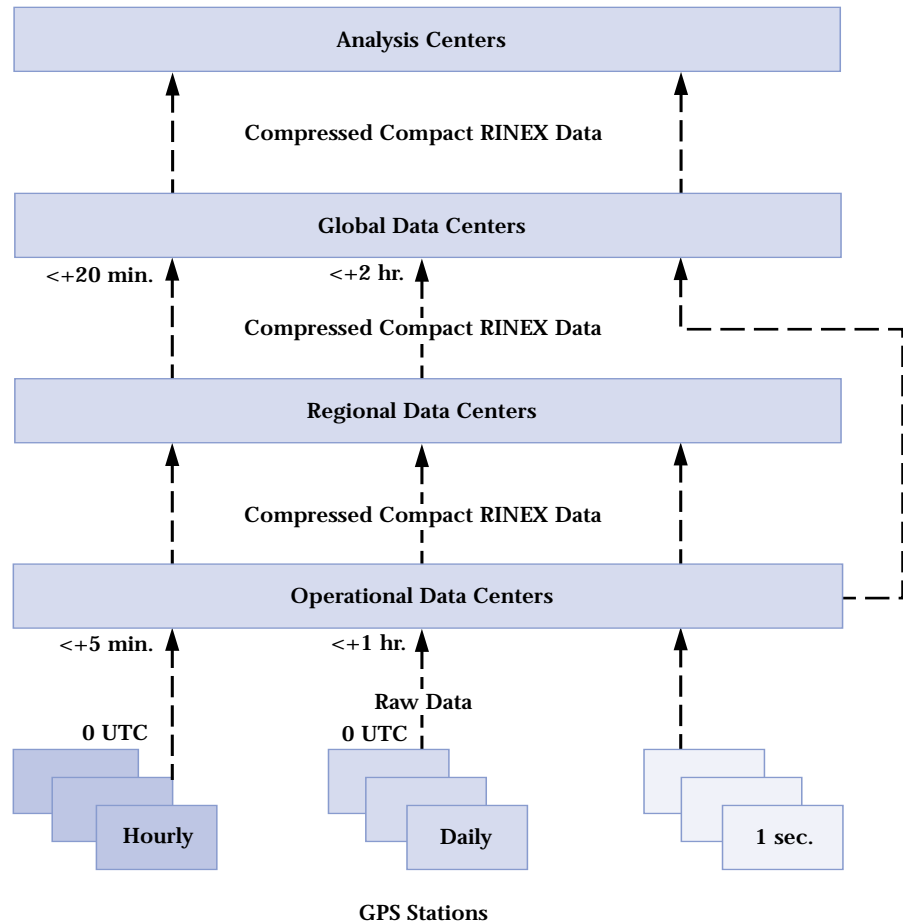 Analysis Centers
Compressed Compact RINEX Data
Global Data Centers
<+20 min.
<+2 hr.
Compressed Compact RINEX Data
Regional Data Centers
Compressed Compact RINEX Data
Operational Data Centers
<+5 min.
<+1 hr.
Raw Data
0 UTC
0 UTC
Hourly
Daily
1 sec.
GPS Stations